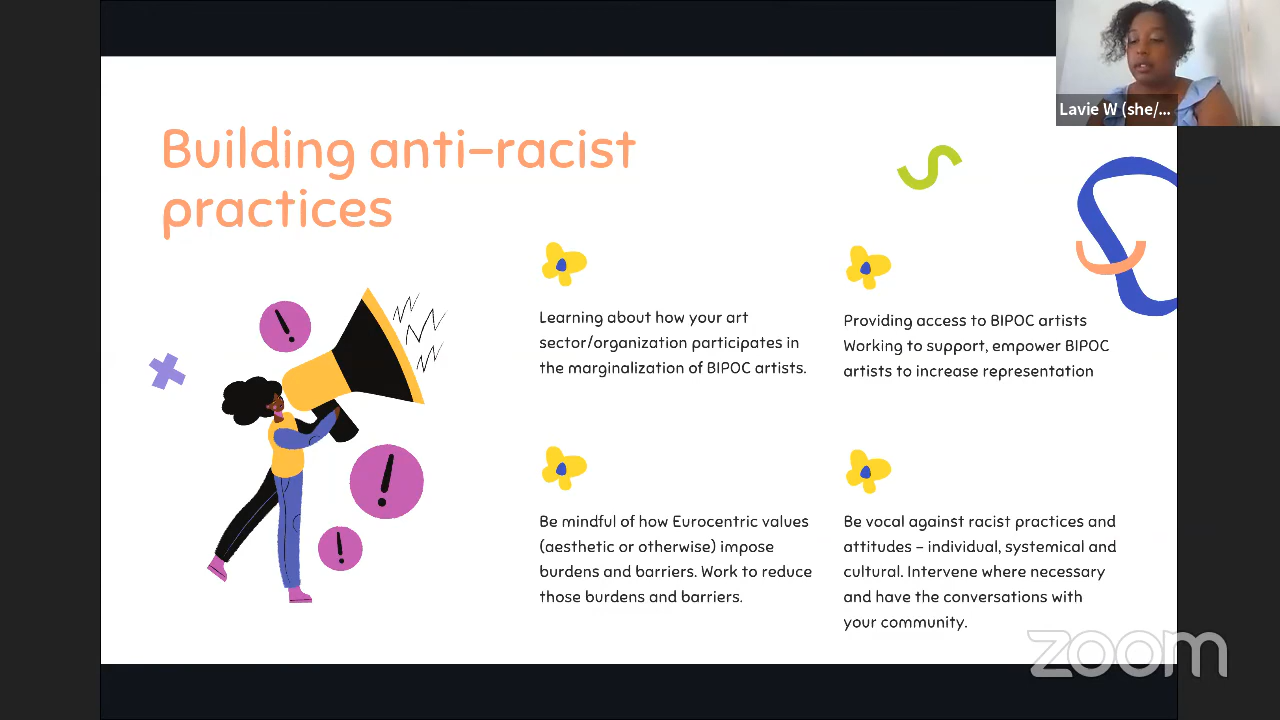 Lavie W (she/...
Building anti-racist
practices
Learning about how your art
sector/organization participates in
the marginalization of BIPOC artists.
Providing access to BIPOC artists
Working to support, empower BIPOC
artists to increase representation
Be mindful of how Eurocentric values
(aesthetic or otherwise) impose
burdens and barriers. Work to reduce
those burdens and barriers.
Be vocal against racist practices and
attitudes - individual, systemical and
cultural. Intervene where necessary
and have the conversations with
your community.
zoom